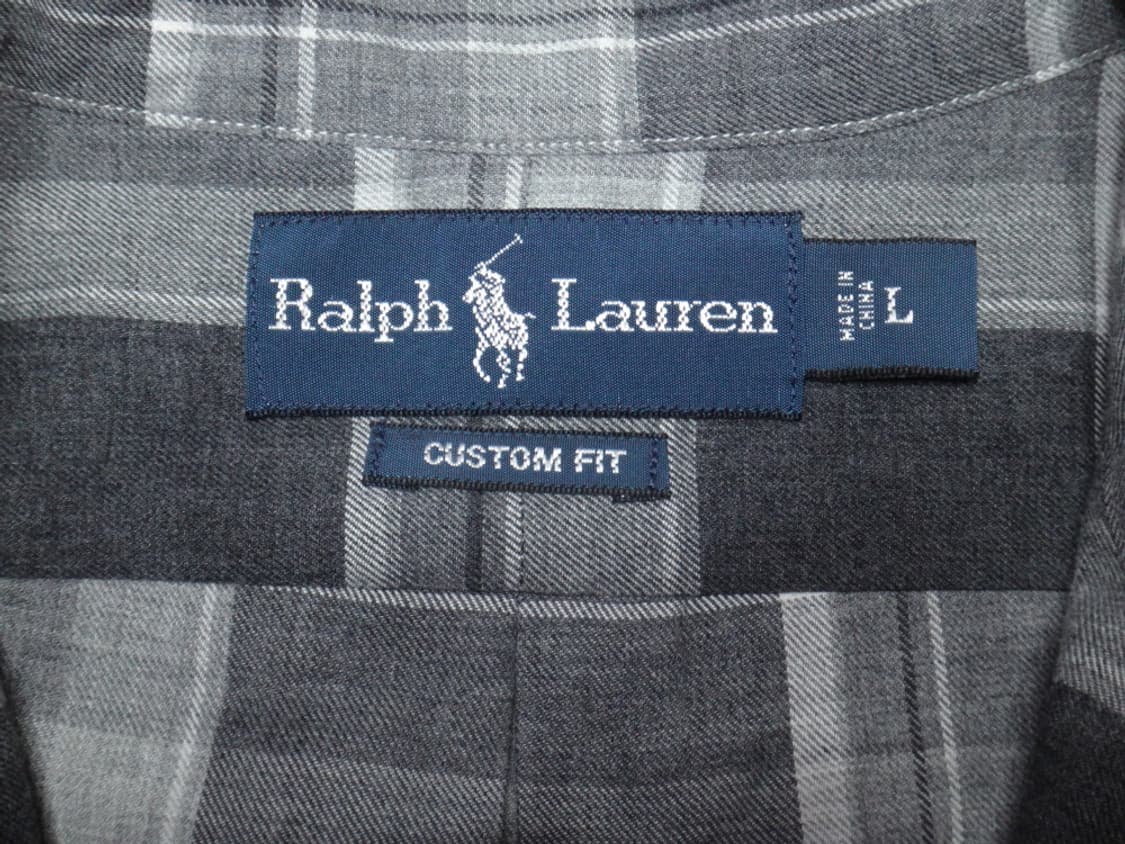 Ralph Lauren
MADE IN
CHINA
L
CUSTOM FIT